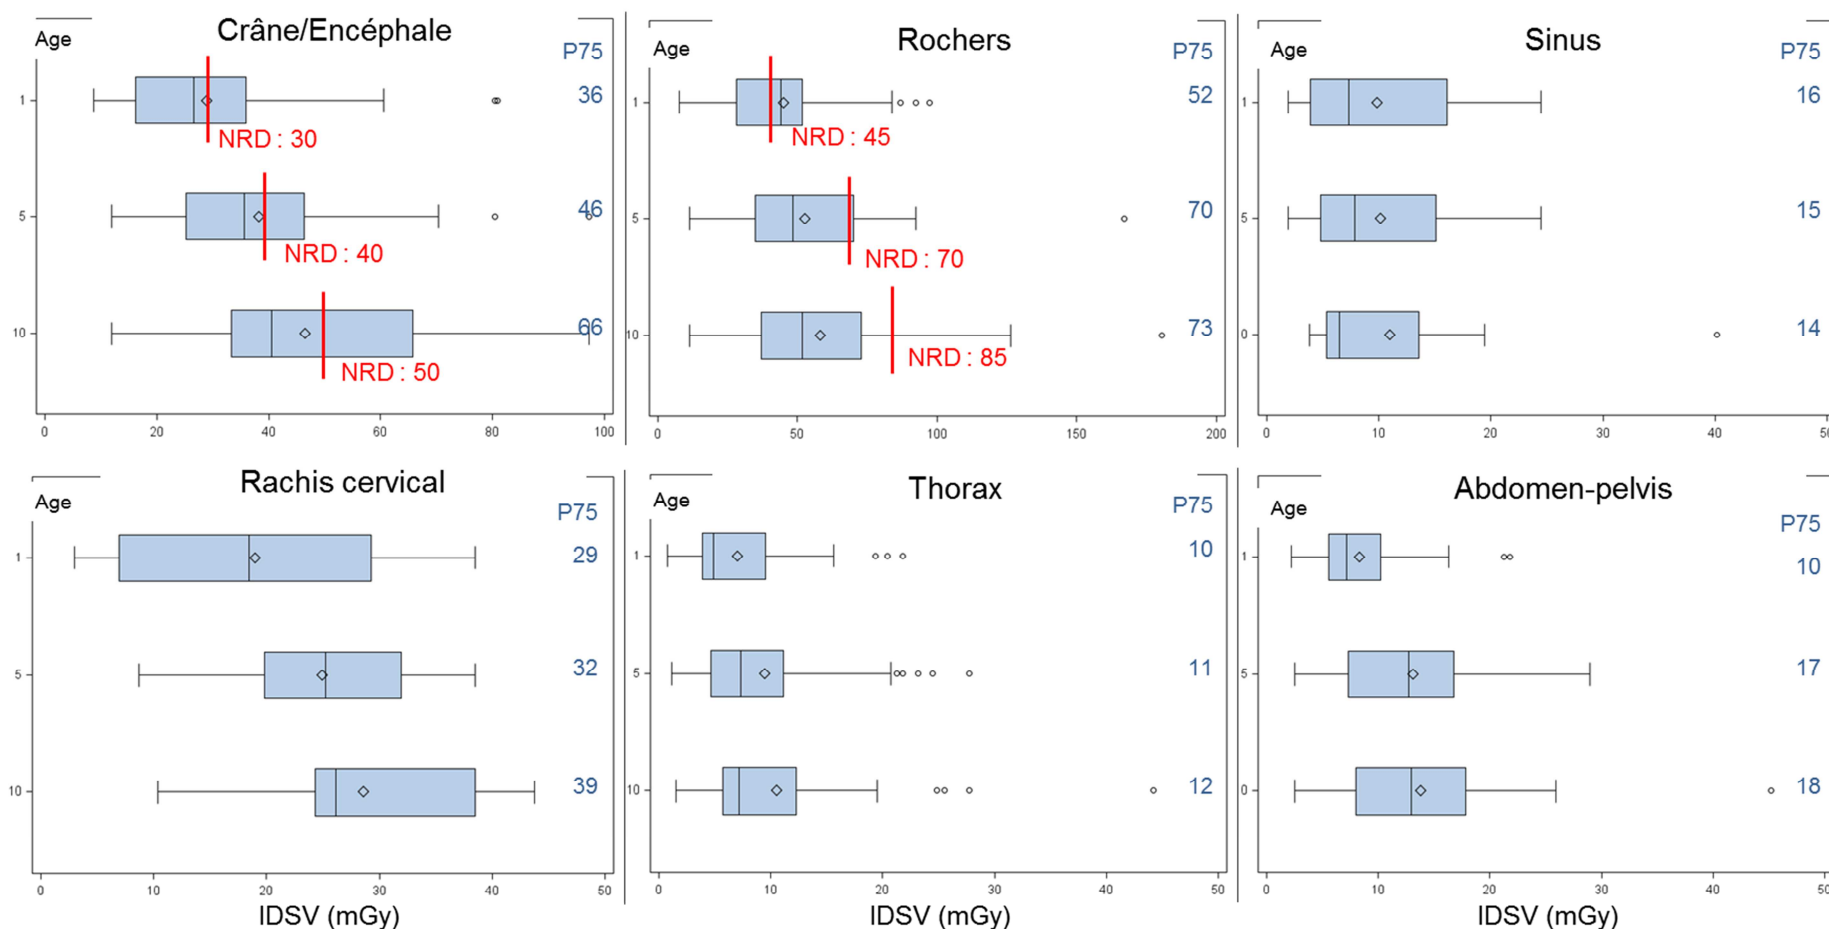 Crâne/Encéphale
Age
P75
1
36
NRD : 30
5
46
NRD : 40
10
66
NRD : 50
0 20 40 60 80 100
Rochers
Age
P75
1
52
NRD : 45
5
70
NRD : 70
10
73
NRD : 85
0 50 100 150 200
Sinus
Age
P75
1
16
5
15
0
14
0 10 20 30 40 50
Rachis cervical
Age
P75
1
29
5
32
10
39
0 10 20 30 40 50
IDSV (mGy)
Thorax
Age
P75
1
10
5
11
10
12
0 10 20 30 40 50
IDSV (mGy)
Abdomen-pelvis
Age
P75
1
10
5
17
0
18
0 10 20 30 40 50
IDSV (mGy)